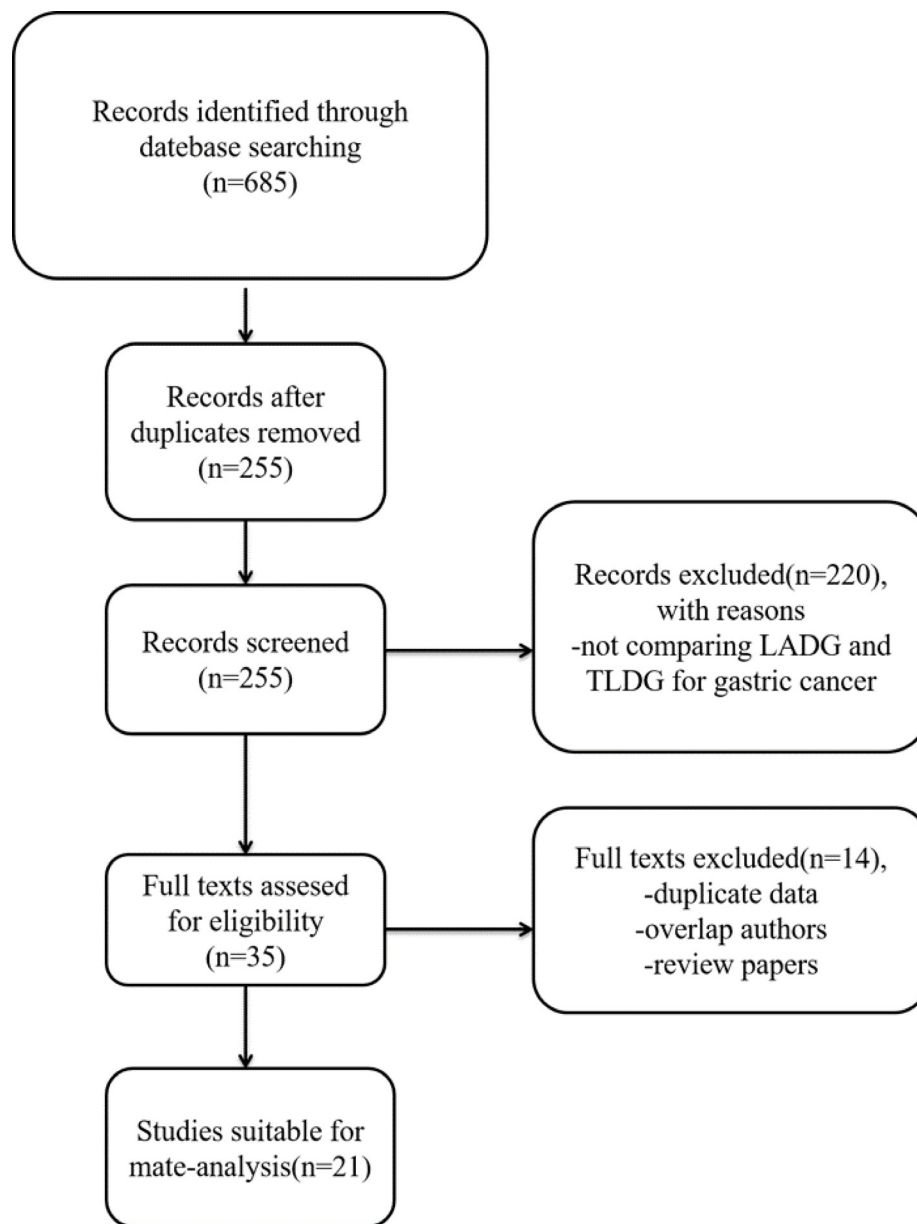 Records identified through
datebase searching
(n=685)
Records after
duplicates removed
(n=255)
Records screened
(n=255)
Records excluded(n=220),
with reasons
-not comparing LADG and
TLDG for gastric cancer
Full texts assesed
for eligibility
(n=35)
Full texts excluded(n=14),
-duplicate data
-overlap authors
-review papers
Studies suitable for
mate-analysis(n=21)